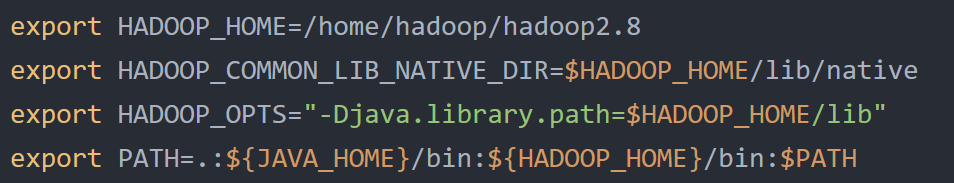 export HADOOP_HOME=/home/hadoop/hadoop2.8
export HADOOP_COMMON_LIB_NATIVE_DIR=$HADOOP_HOME/lib/native
export HADOOP_OPTS="-Djava.library.path=$HADOOP_HOME/lib"
export PATH=.:${JAVA_HOME}/bin:${HADOOP_HOME}/bin:$PATH